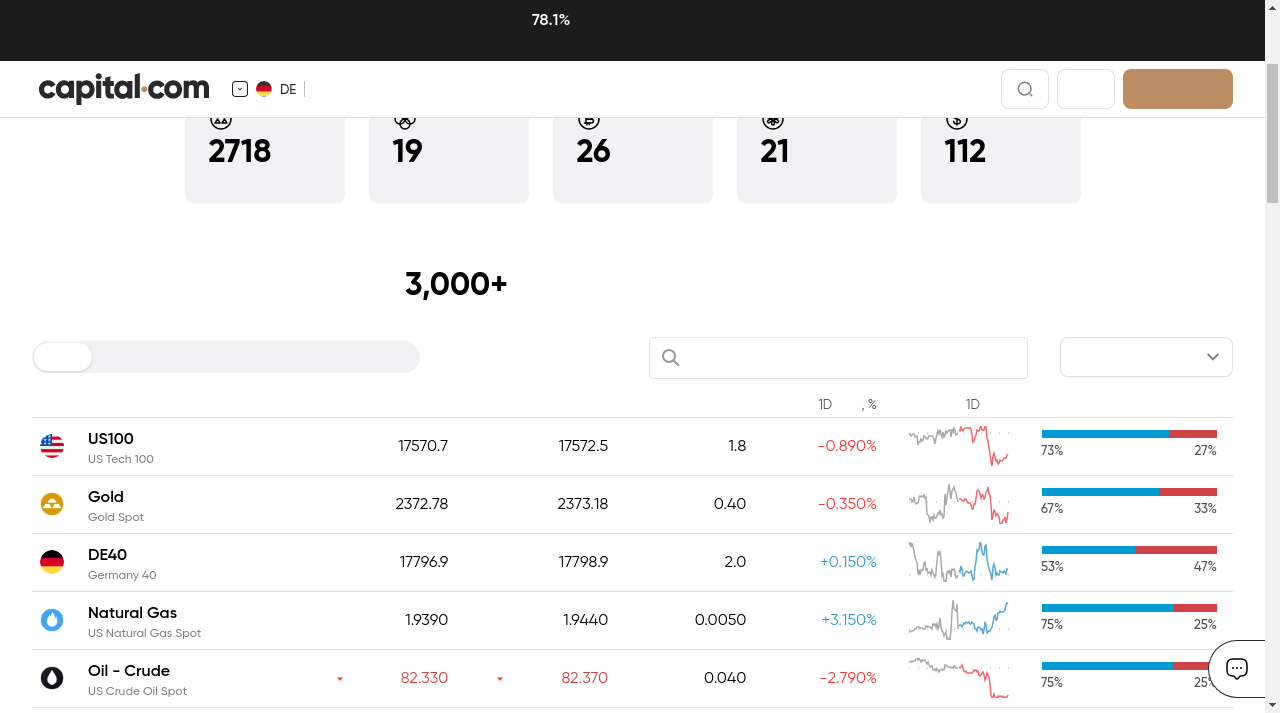 78.1%
capital.com DE
2718 19 26 21 112
3,000+
1D , % 1D
US100 17570.7 17572.5 1.8 -0.890% 73% 27%
US Tech 100
Gold 2372.78 2373.18 0.40 -0.350% 67% 33%
Gold Spot
DE40 17796.9 17798.9 2.0 +0.150% 53% 47%
Germany 40
Natural Gas 1.9390 1.9440 0.0050 +3.150% 75% 25%
US Natural Gas Spot
Oil - Crude 82.330 82.370 0.040 -2.790% 75% 25%
US Crude Oil Spot